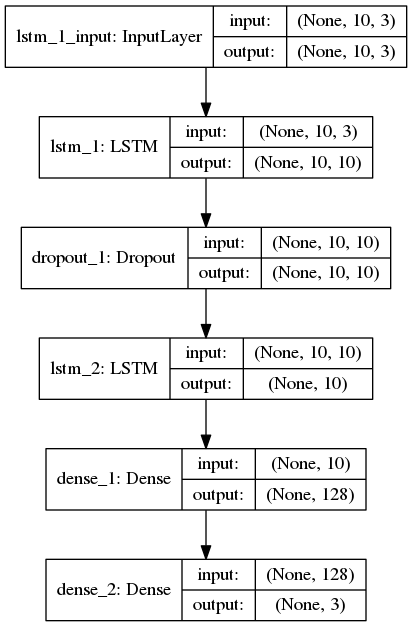 lstm_1_input: InputLayer
input: (None, 10, 3)
output: (None, 10, 3)
lstm_1: LSTM
input: (None, 10, 3)
output: (None, 10, 10)
dropout_1: Dropout
input: (None, 10, 10)
output: (None, 10, 10)
lstm_2: LSTM
input: (None, 10, 10)
output: (None, 10)
dense_1: Dense
input: (None, 10)
output: (None, 128)
dense_2: Dense
input: (None, 128)
output: (None, 3)